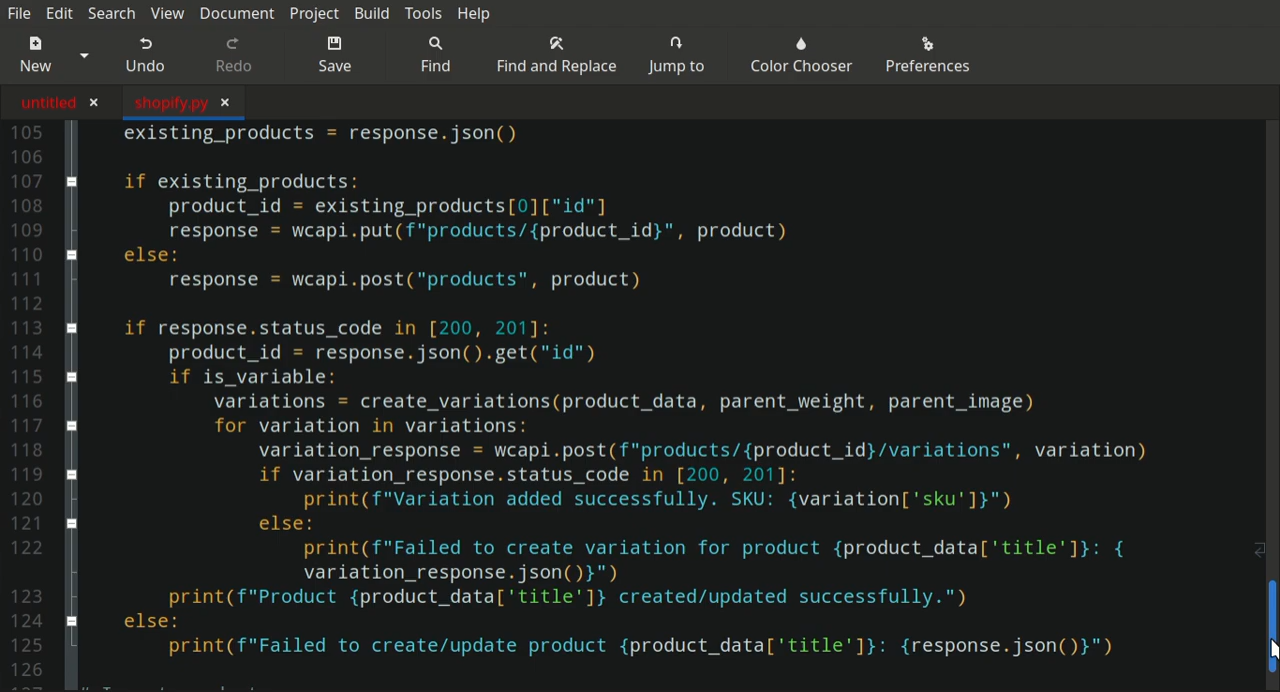 File Edit Search View Document Project Build Tools Help
New Undo Redo Save Find Find and Replace Jump to Color Chooser Preferences
untitled × shopify.py ×
105 existing_products = response.json()
106
107 if existing_products:
108 product_id = existing_products[0]["id"]
109 response = wcapi.put(f"products/{product_id}", product)
110 else:
111 response = wcapi.post("products", product)
112
113 if response.status_code in [200, 201]:
114 product_id = response.json().get("id")
115 if is_variable:
116 variations = create_variations(product_data, parent_weight, parent_image)
117 for variation in variations:
118 variation_response = wcapi.post(f"products/{product_id}/variations", variation)
119 if variation_response.status_code in [200, 201]:
120 print(f"Variation added successfully. SKU: {variation['sku']}")
121 else:
122 print(f"Failed to create variation for product {product_data['title']}: {
variation_response.json()}")
123 print(f"Product {product_data['title']} created/updated successfully.")
124 else:
125 print(f"Failed to create/update product {product_data['title']}: {response.json()}")
126